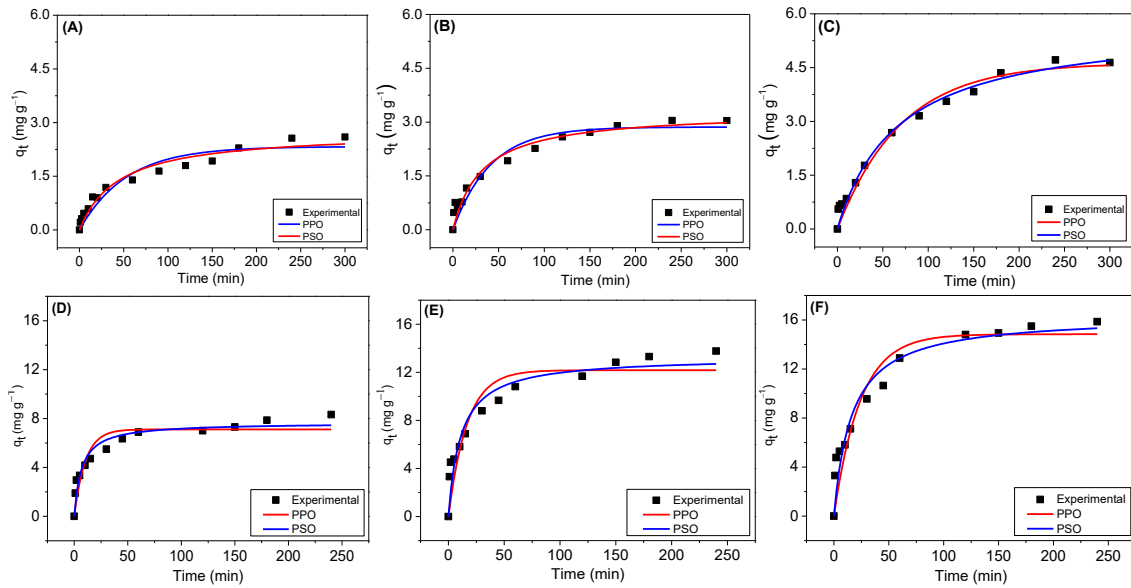 (A)
6.0
4.5
3.0
1.5
0.0
qt (mg g-1)
0 50 100 150 200 250 300
Time (min)
Experimental
PPO
PSO
(B)
6.0
4.5
3.0
1.5
0.0
qt (mg g-1)
0 50 100 150 200 250 300
Time (min)
Experimental
PPO
PSO
(C)
6.0
4.5
3.0
1.5
0.0
qt (mg g-1)
0 50 100 150 200 250 300
Time (min)
Experimental
PPO
PSO
(D)
16
12
8
4
0
qt (mg g-1)
0 50 100 150 200 250
Time (min)
Experimental
PPO
PSO
(E)
16
12
8
4
0
qt (mg g-1)
0 50 100 150 200 250
Time (min)
Experimental
PPO
PSO
(F)
16
12
8
4
0
qt (mg g-1)
0 50 100 150 200 250
Time (min)
Experimental
PPO
PSO